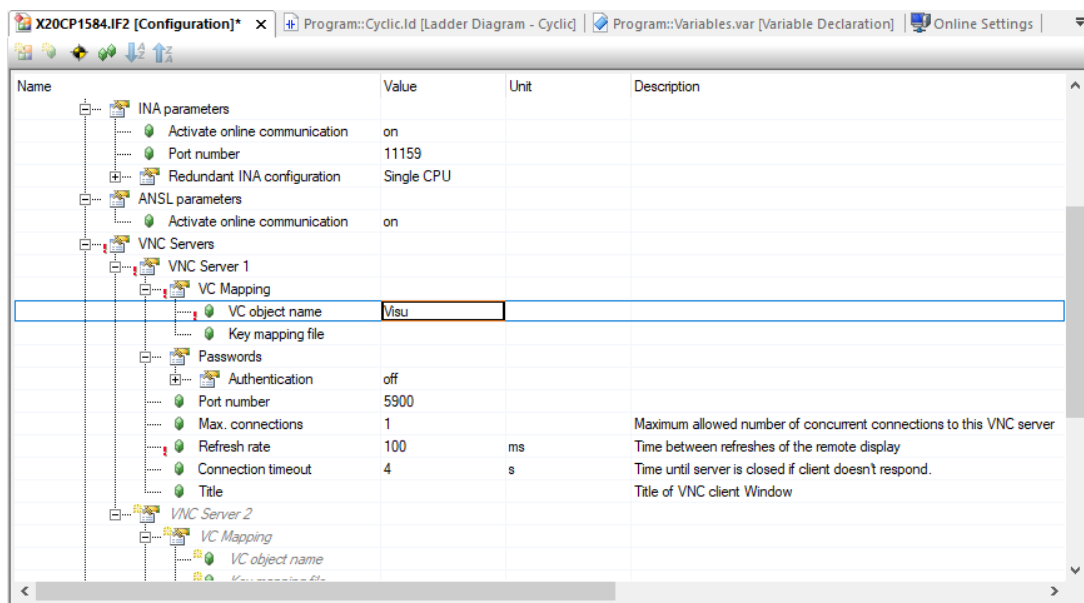 X20CP1584.IF2 [Configuration]* Program::Cyclic.ld [Ladder Diagram - Cyclic] Program::Variables.var [Variable Declaration] Online Settings
Name Value Unit Description
INA parameters
Activate online communication on
Port number 11159
Redundant INA configuration Single CPU
ANSL parameters
Activate online communication on
VNC Servers
VNC Server 1
VC Mapping
VC object name Visu
Key mapping file
Passwords
Authentication off
Port number 5900
Max. connections 1 Maximum allowed number of concurrent connections to this VNC server
Refresh rate 100 ms Time between refreshes of the remote display
Connection timeout 4 s Time until server is closed if client doesn't respond.
Title Title of VNC client Window
VNC Server 2
VC Mapping
VC object name
Key mapping file